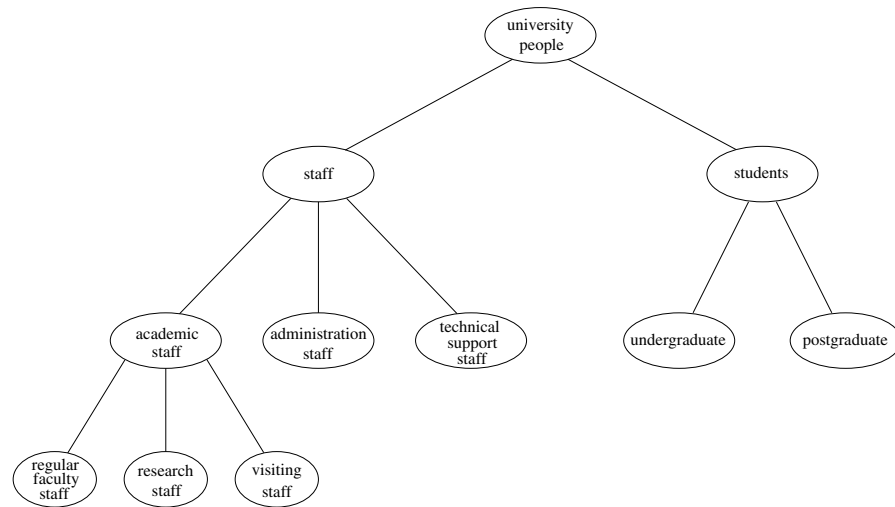 university
people
staff
students
academic
staff
administration
staff
technical
support
staff
undergraduate
postgraduate
regular
faculty
staff
research
staff
visiting
staff